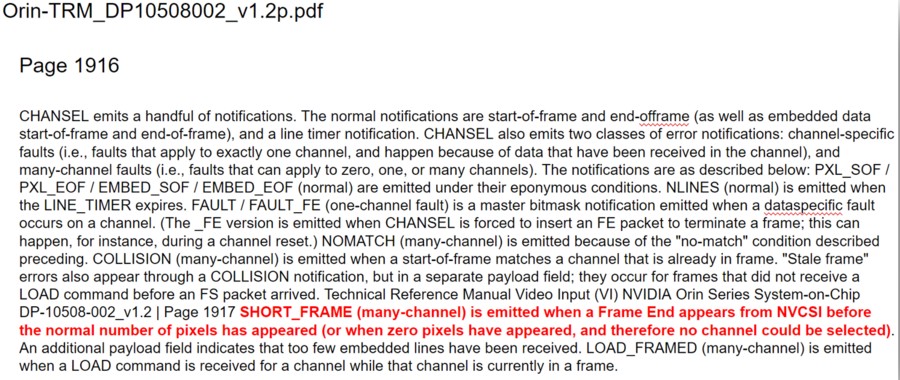 Orin-TRM_DP10508002_v1.2p.pdf
Page 1916
CHANSEL emits a handful of notifications. The normal notifications are start-of-frame and end-offrame (as well as embedded data
start-of-frame and end-of-frame), and a line timer notification. CHANSEL also emits two classes of error notifications: channel-specific
faults (i.e., faults that apply to exactly one channel, and happen because of data that have been received in the channel), and
many-channel faults (i.e., faults that can apply to zero, one, or many channels). The notifications are as described below: PXL_SOF /
PXL_EOF / EMBED_SOF / EMBED_EOF (normal) are emitted under their eponymous conditions. NLINES (normal) is emitted when
the LINE_TIMER expires. FAULT / FAULT_FE (one-channel fault) is a master bitmask notification emitted when a dataspecific fault
occurs on a channel. (The _FE version is emitted when CHANSEL is forced to insert an FE packet to terminate a frame; this can
happen, for instance, during a channel reset.) NOMATCH (many-channel) is emitted because of the "no-match" condition described
preceding. COLLISION (many-channel) is emitted when a start-of-frame matches a channel that is already in frame. "Stale frame"
errors also appear through a COLLISION notification, but in a separate payload field; they occur for frames that did not receive a
LOAD command before an FS packet arrived. Technical Reference Manual Video Input (VI) NVIDIA Orin Series System-on-Chip
DP-10-508-002_v1.2 | Page 1917 SHORT_FRAME (many-channel) is emitted when a Frame End appears from NVCSI before
the normal number of pixels has appeared (or when zero pixels have appeared, and therefore no channel could be selected).
An additional payload field indicates that too few embedded lines have been received. LOAD_FRAMED (many-channel) is emitted
when a LOAD command is received for a channel while that channel is currently in a frame.